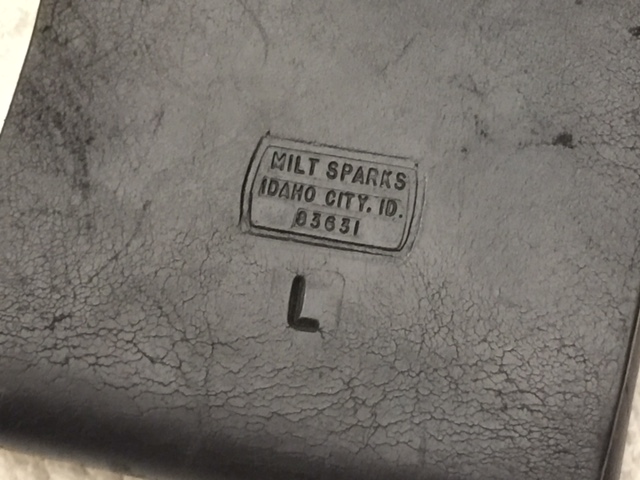 MILT SPARKS
IDAHO CITY. ID.
83631
L